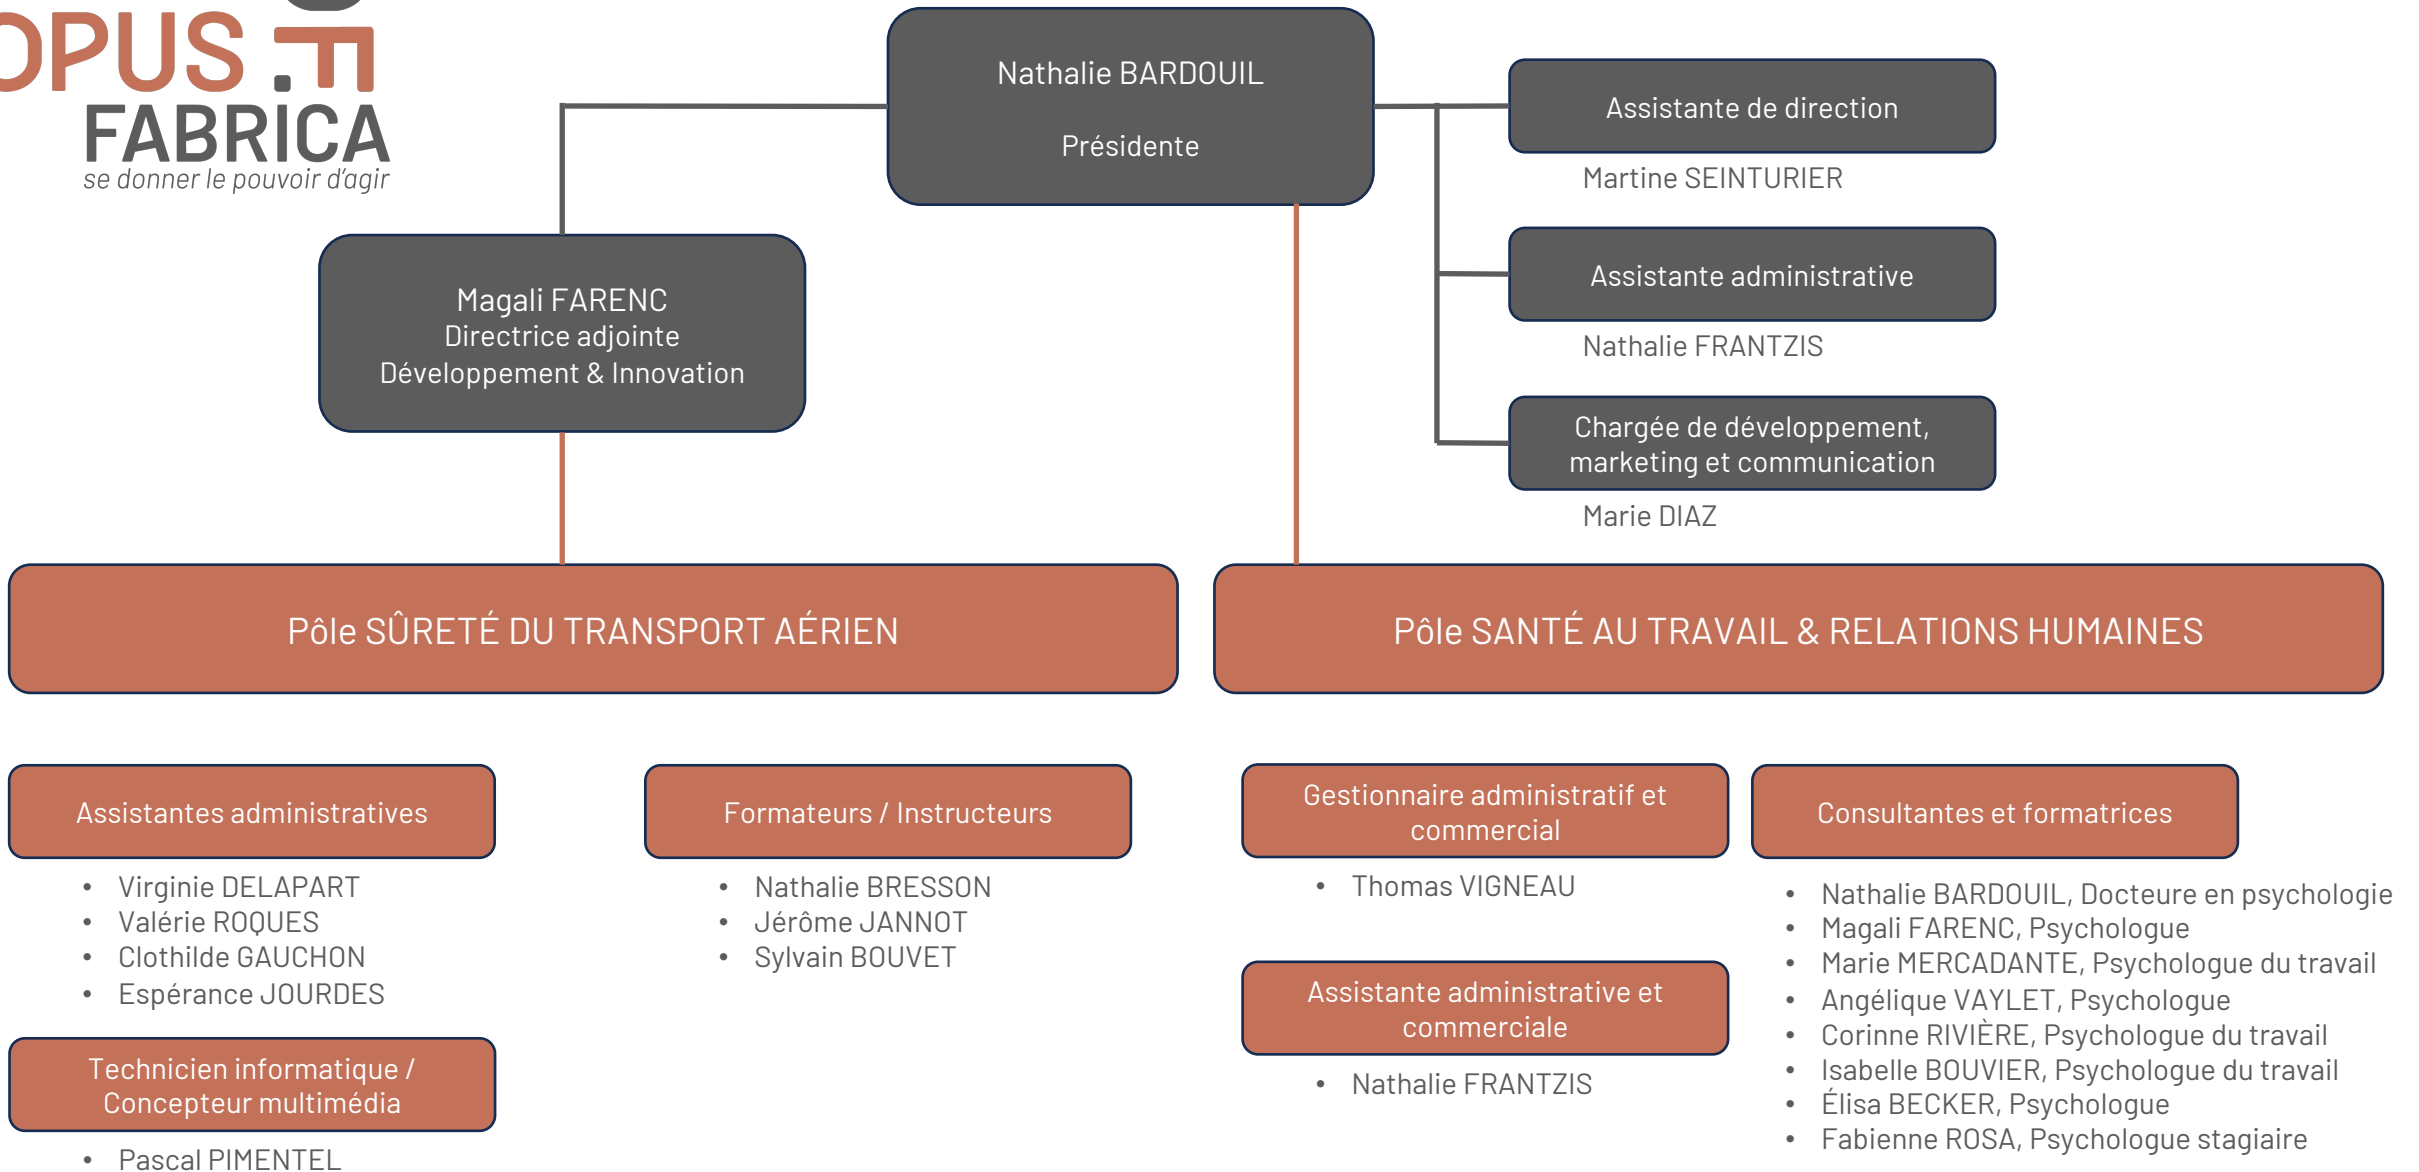 OPUS
FABRICA
se donner le pouvoir d'agir
Nathalie BARDOUIL
Présidente
Assistante de direction
Martine SEINTURIER
Assistante administrative
Nathalie FRANTZIS
Chargée de développement,
marketing et communication
Marie DIAZ
Magali FARENC
Directrice adjointe
Développement & Innovation
Pôle SÛRETÉ DU TRANSPORT AÉRIEN
Assistantes administratives
• Virginie DELAPART
• Valérie ROQUES
• Clothilde GAUCHON
• Espérance JOURDES
Technicien informatique /
Concepteur multimédia
• Pascal PIMENTEL
Formateurs / Instructeurs
• Nathalie BRESSON
• Jérôme JANNOT
• Sylvain BOUVET
Pôle SANTÉ AU TRAVAIL & RELATIONS HUMAINES
Gestionnaire administratif et
commercial
• Thomas VIGNEAU
Assistante administrative et
commerciale
• Nathalie FRANTZIS
Consultantes et formatrices
• Nathalie BARDOUIL, Docteure en psychologie
• Magali FARENC, Psychologue
• Marie MERCADANTE, Psychologue du travail
• Angélique VAYLET, Psychologue
• Corinne RIVIÈRE, Psychologue du travail
• Isabelle BOUVIER, Psychologue du travail
• Élisa BECKER, Psychologue
• Fabienne ROSA, Psychologue stagiaire